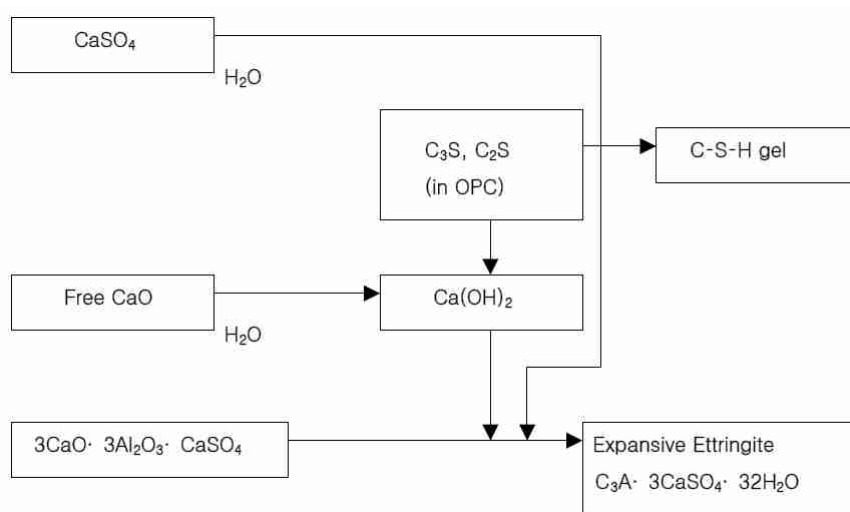 CaSO₄
H₂O
C₃S, C₂S
(in OPC)
C-S-H gel
Free CaO
Ca(OH)₂
H₂O
3CaO· 3Al₂O₃· CaSO₄
Expansive Ettringite
C₃A· 3CaSO₄· 32H₂O